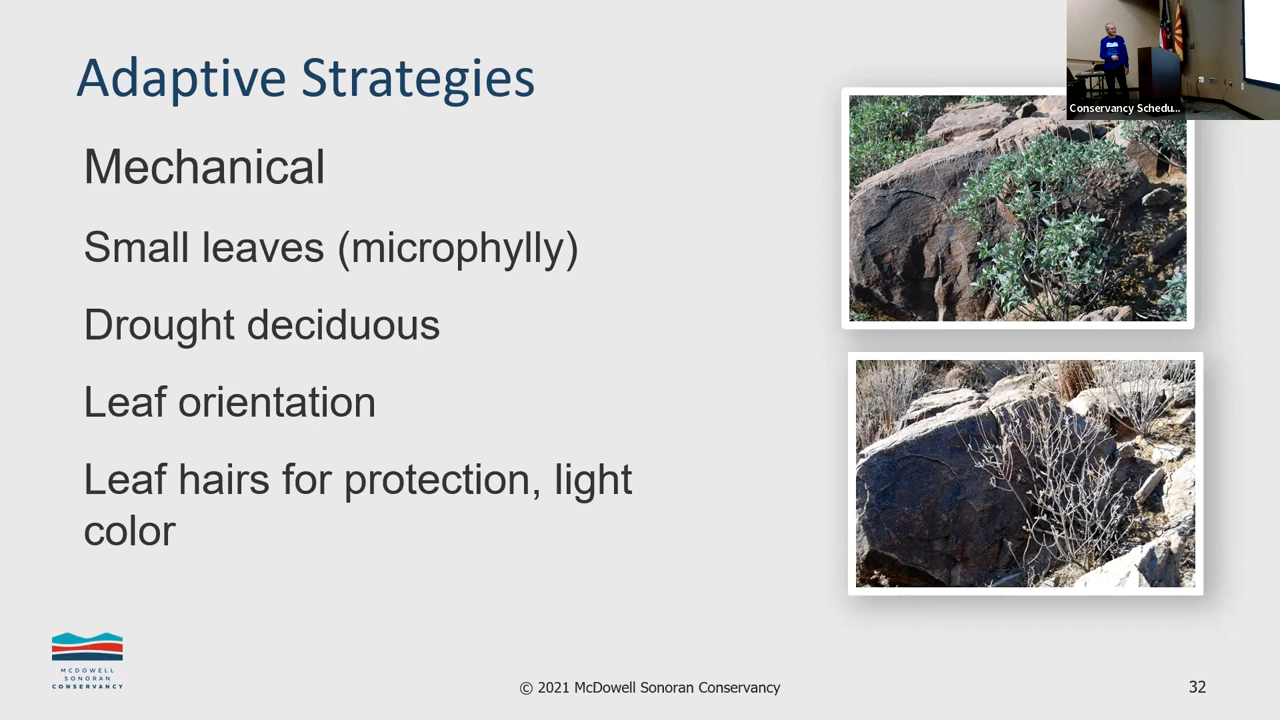 Adaptive Strategies
Conservancy Schedu...
Mechanical
Small leaves (microphylly)
Drought deciduous
Leaf orientation
Leaf hairs for protection, light
color
MCDOWELL
SONORAN
CONSERVANCY
© 2021 McDowell Sonoran Conservancy
32